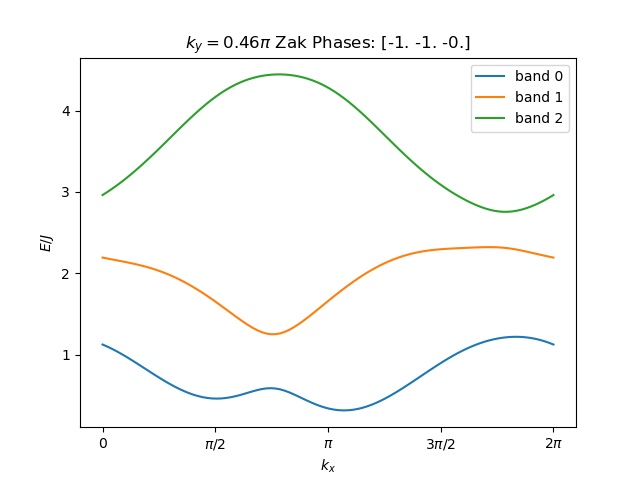 k_y = 0.46π Zak Phases: [-1. -1. -0.]
band 0
band 1
band 2
E/J
4
3
2
1
0
π/2
π
3π/2
2π
k_x